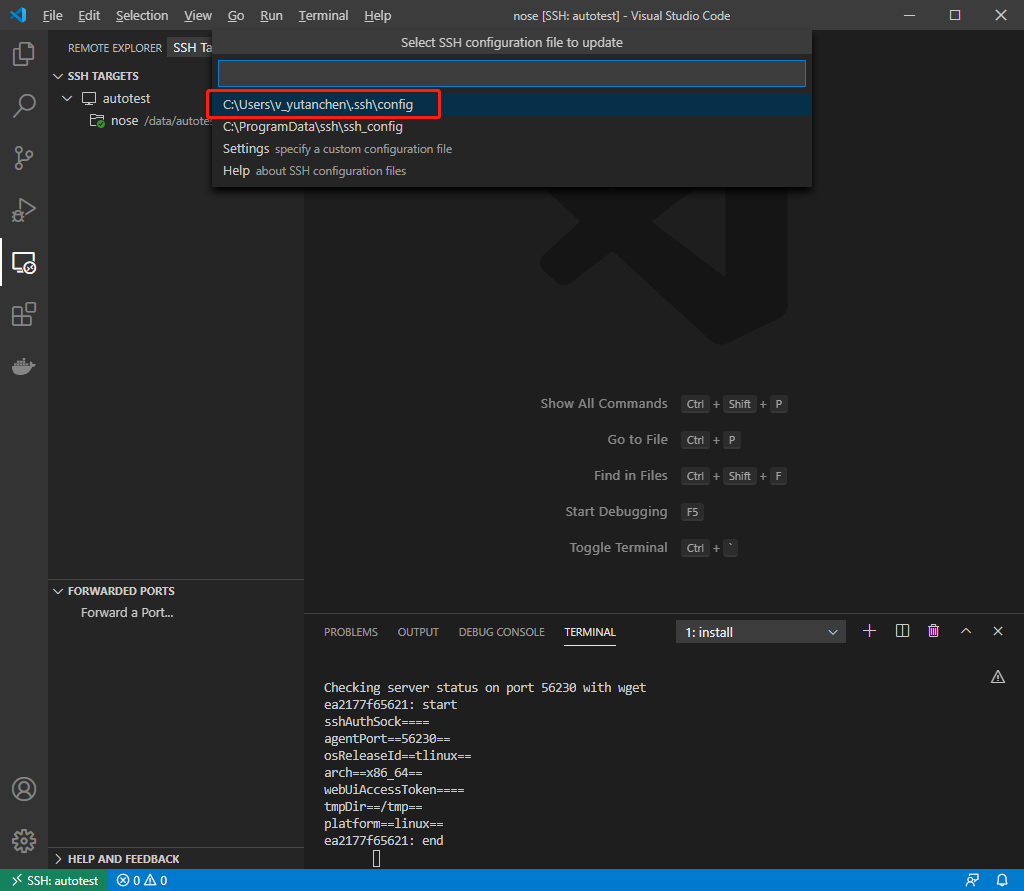 File Edit Selection View Go Run Terminal Help nose [SSH: autotest] - Visual Studio Code
Select SSH configuration file to update
C:\Users\v_yutanchen\.ssh\config
C:\ProgramData\ssh\ssh_config
Settings specify a custom configuration file
Help about SSH configuration files
REMOTE EXPLORER SSH Ta
SSH TARGETS
autotest
nose /data/autote
Show All Commands Ctrl + Shift + P
Go to File Ctrl + P
Find in Files Ctrl + Shift + F
Start Debugging F5
Toggle Terminal Ctrl + `
FORWARDED PORTS
Forward a Port...
HELP AND FEEDBACK
PROBLEMS OUTPUT DEBUG CONSOLE TERMINAL 1: install
Checking server status on port 56230 with wget
ea2177f65621: start
sshAuthSock====
agentPort==56230==
osReleaseId==tlinux==
arch==x86_64==
webUiAccessToken====
tmpDir==/tmp==
platform==linux==
ea2177f65621: end
SSH: autotest 0 0